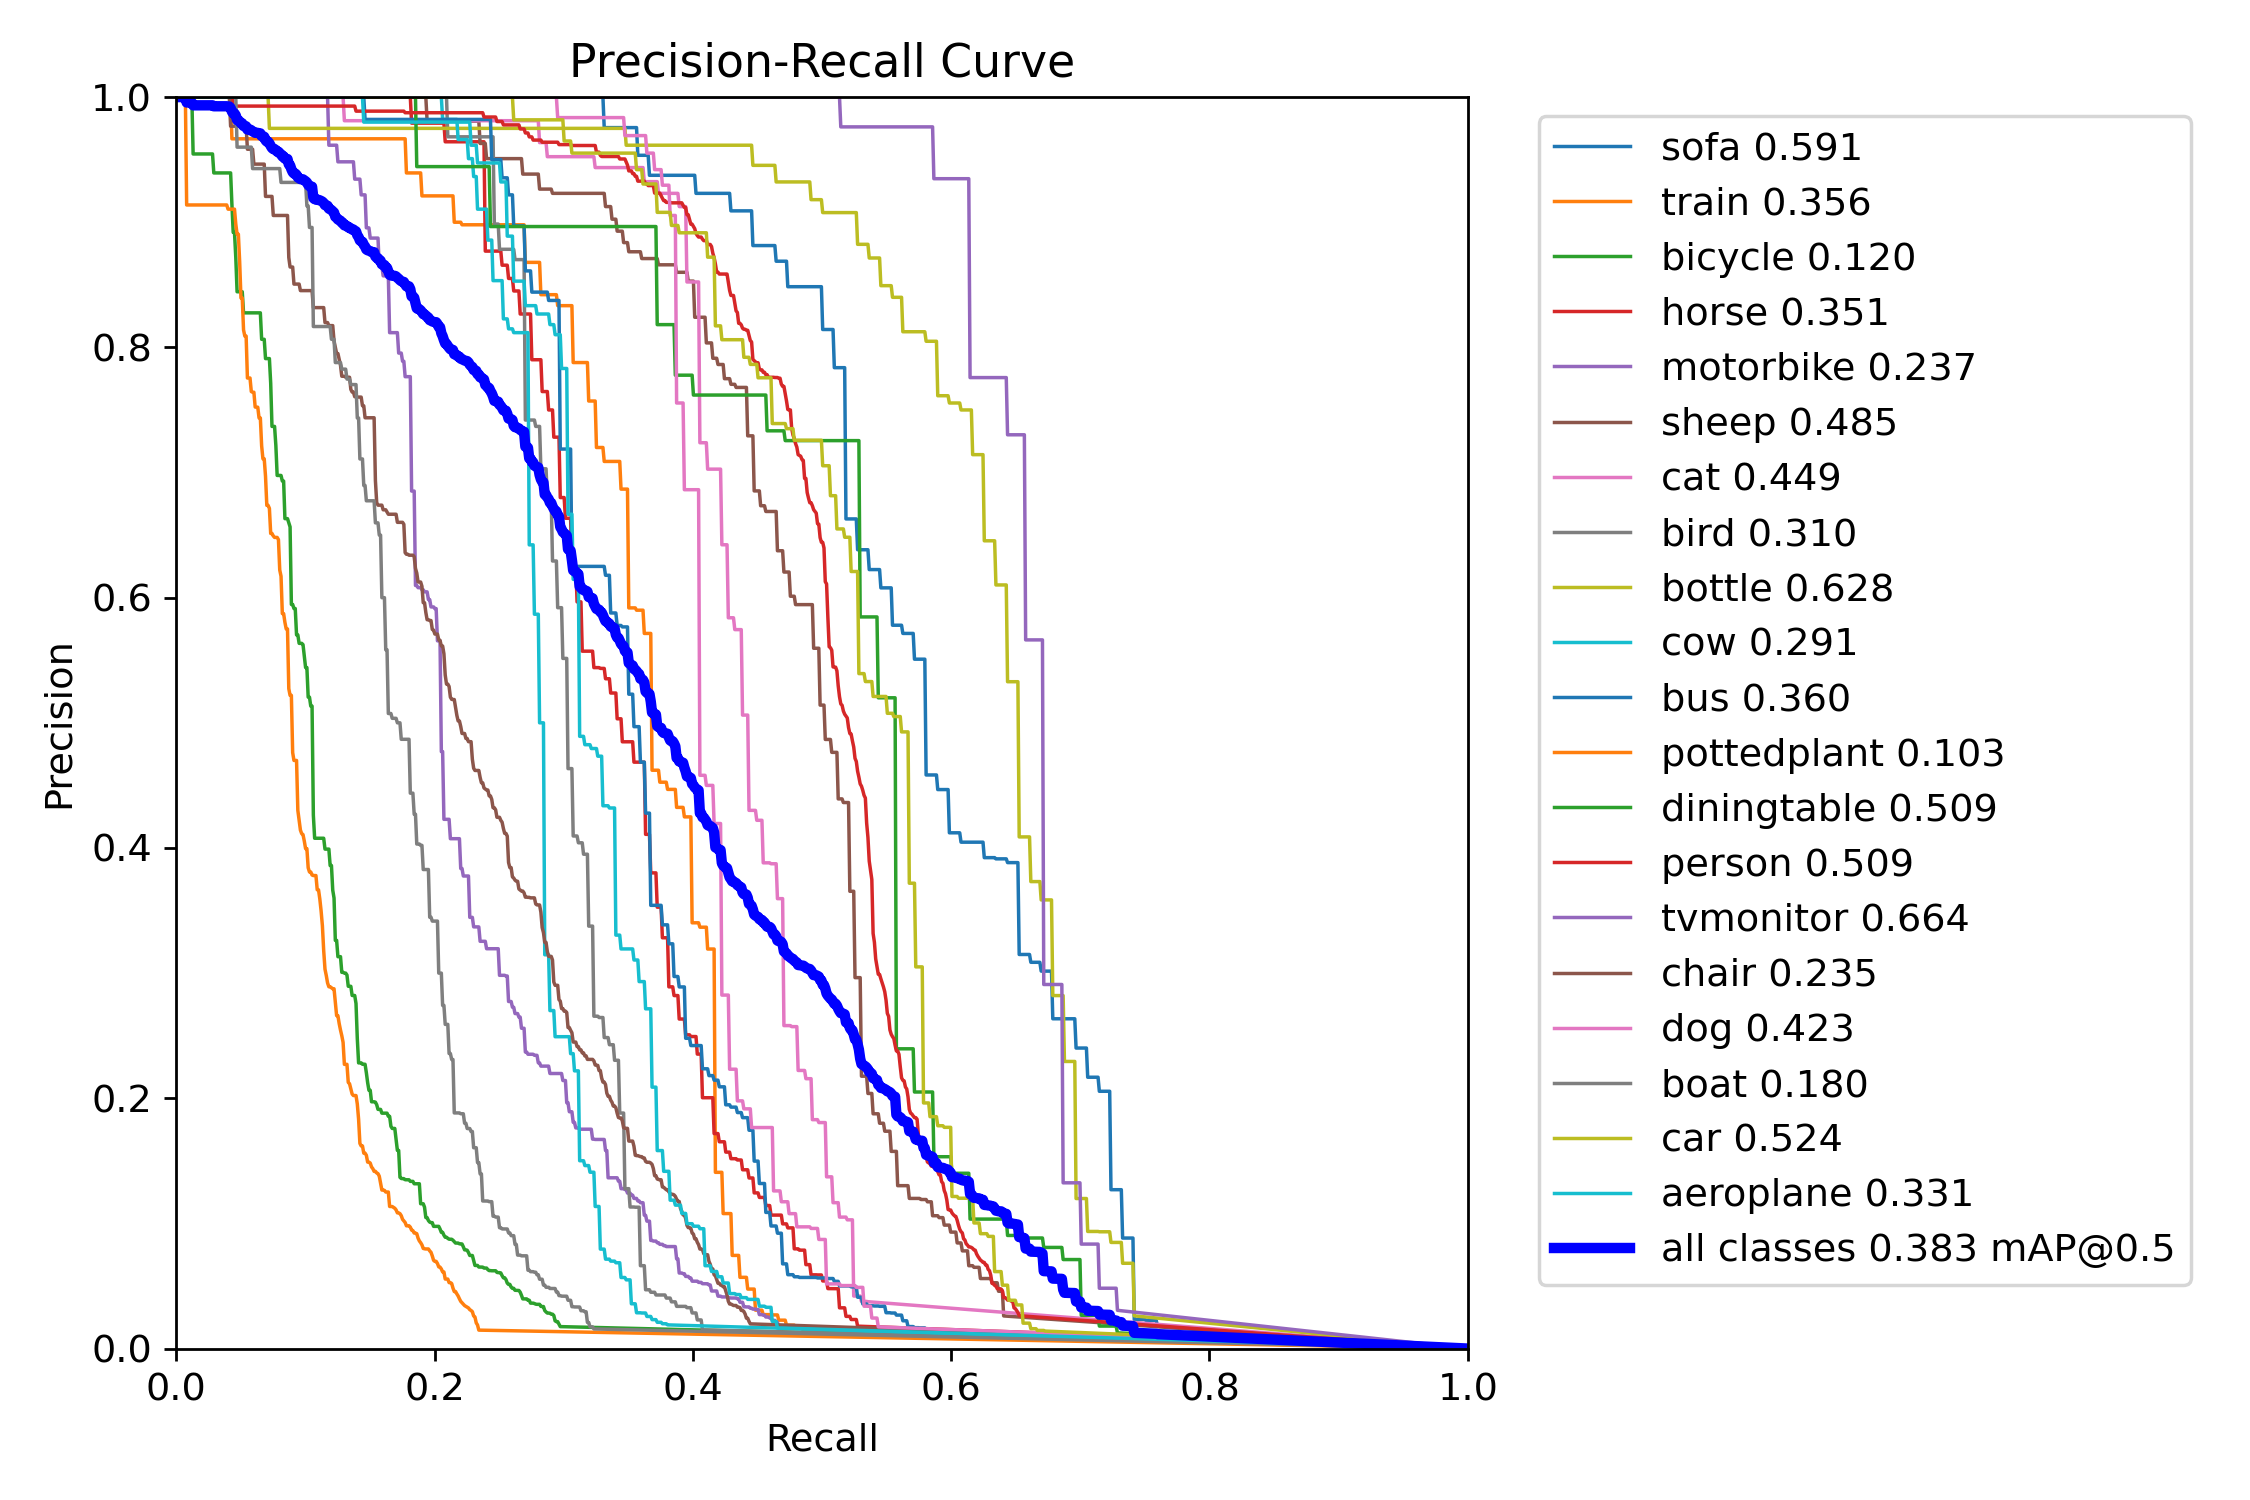 Precision-Recall Curve
1.0
0.8
0.6
0.4
0.2
0.0
Precision
0.0 0.2 0.4 0.6 0.8 1.0
Recall
sofa 0.591
train 0.356
bicycle 0.120
horse 0.351
motorbike 0.237
sheep 0.485
cat 0.449
bird 0.310
bottle 0.628
cow 0.291
bus 0.360
pottedplant 0.103
diningtable 0.509
person 0.509
tvmonitor 0.664
chair 0.235
dog 0.423
boat 0.180
car 0.524
aeroplane 0.331
all classes 0.383 mAP@0.5